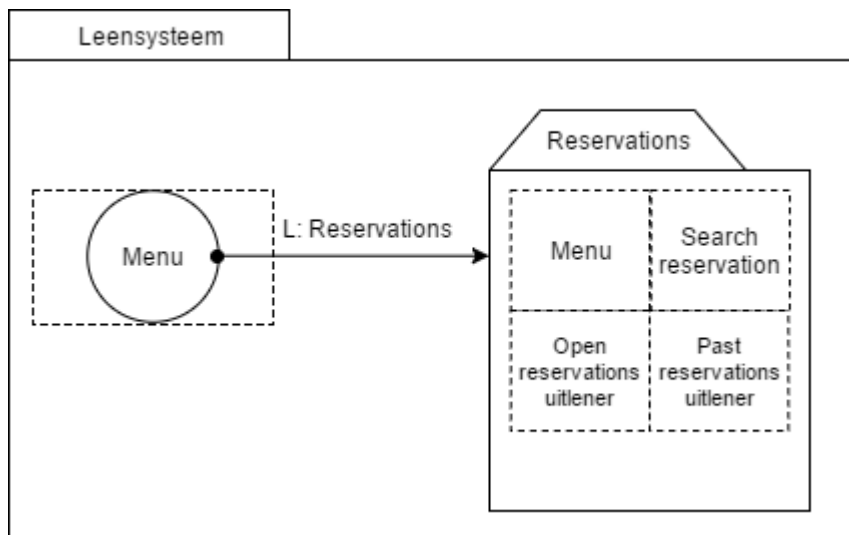 Leensysteem
Reservations
Menu
L: Reservations
Menu
Search
reservation
Open
reservations
uitlener
Past
reservations
uitlener